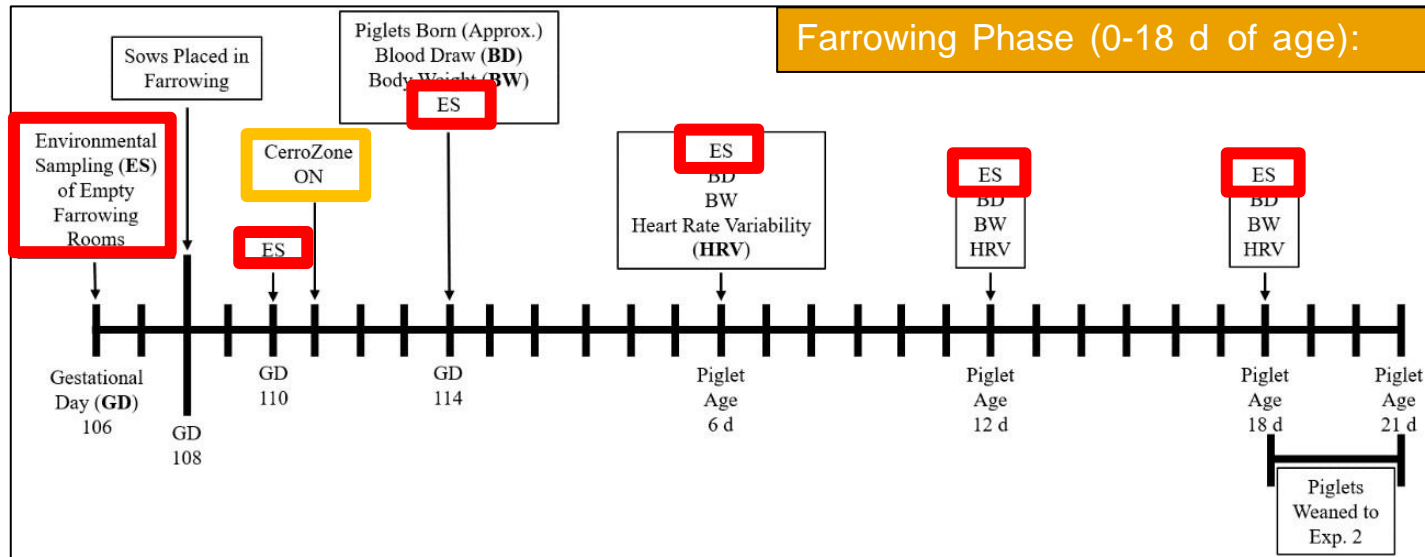 Farrowing Phase (0-18 d of age):
Piglets Born (Approx.)
Blood Draw (BD)
Body Weight (BW)
ES
Sows Placed in
Farrowing
Environmental
Sampling (ES)
of Empty
Farrowing
Rooms
CerroZone
ON
ES
ES
BD
BW
Heart Rate Variability
(HRV)
ES
BD
BW
HRV
ES
BD
BW
HRV
Gestational
Day (GD)
106
GD
108
GD
110
GD
114
Piglet
Age
6 d
Piglet
Age
12 d
Piglet
Age
18 d
Piglet
Age
21 d
Piglets
Weaned to
Exp. 2